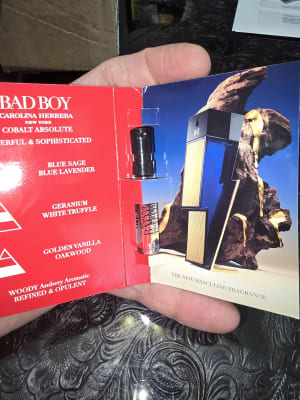 BAD BOY
CAROLINA HERRERA
NEW YORK
COBALT ABSOLUTE
ERFUL & SOPHISTICATED
BLUE SAGE
BLUE LAVENDER
GERANIUM
WHITE TRUFFLE
GOLDEN VANILLA
OAKWOOD
WOODY Ambery Aromatic
REFINED & OPULENT
THE NEW MASCULINE FRAGRANCE